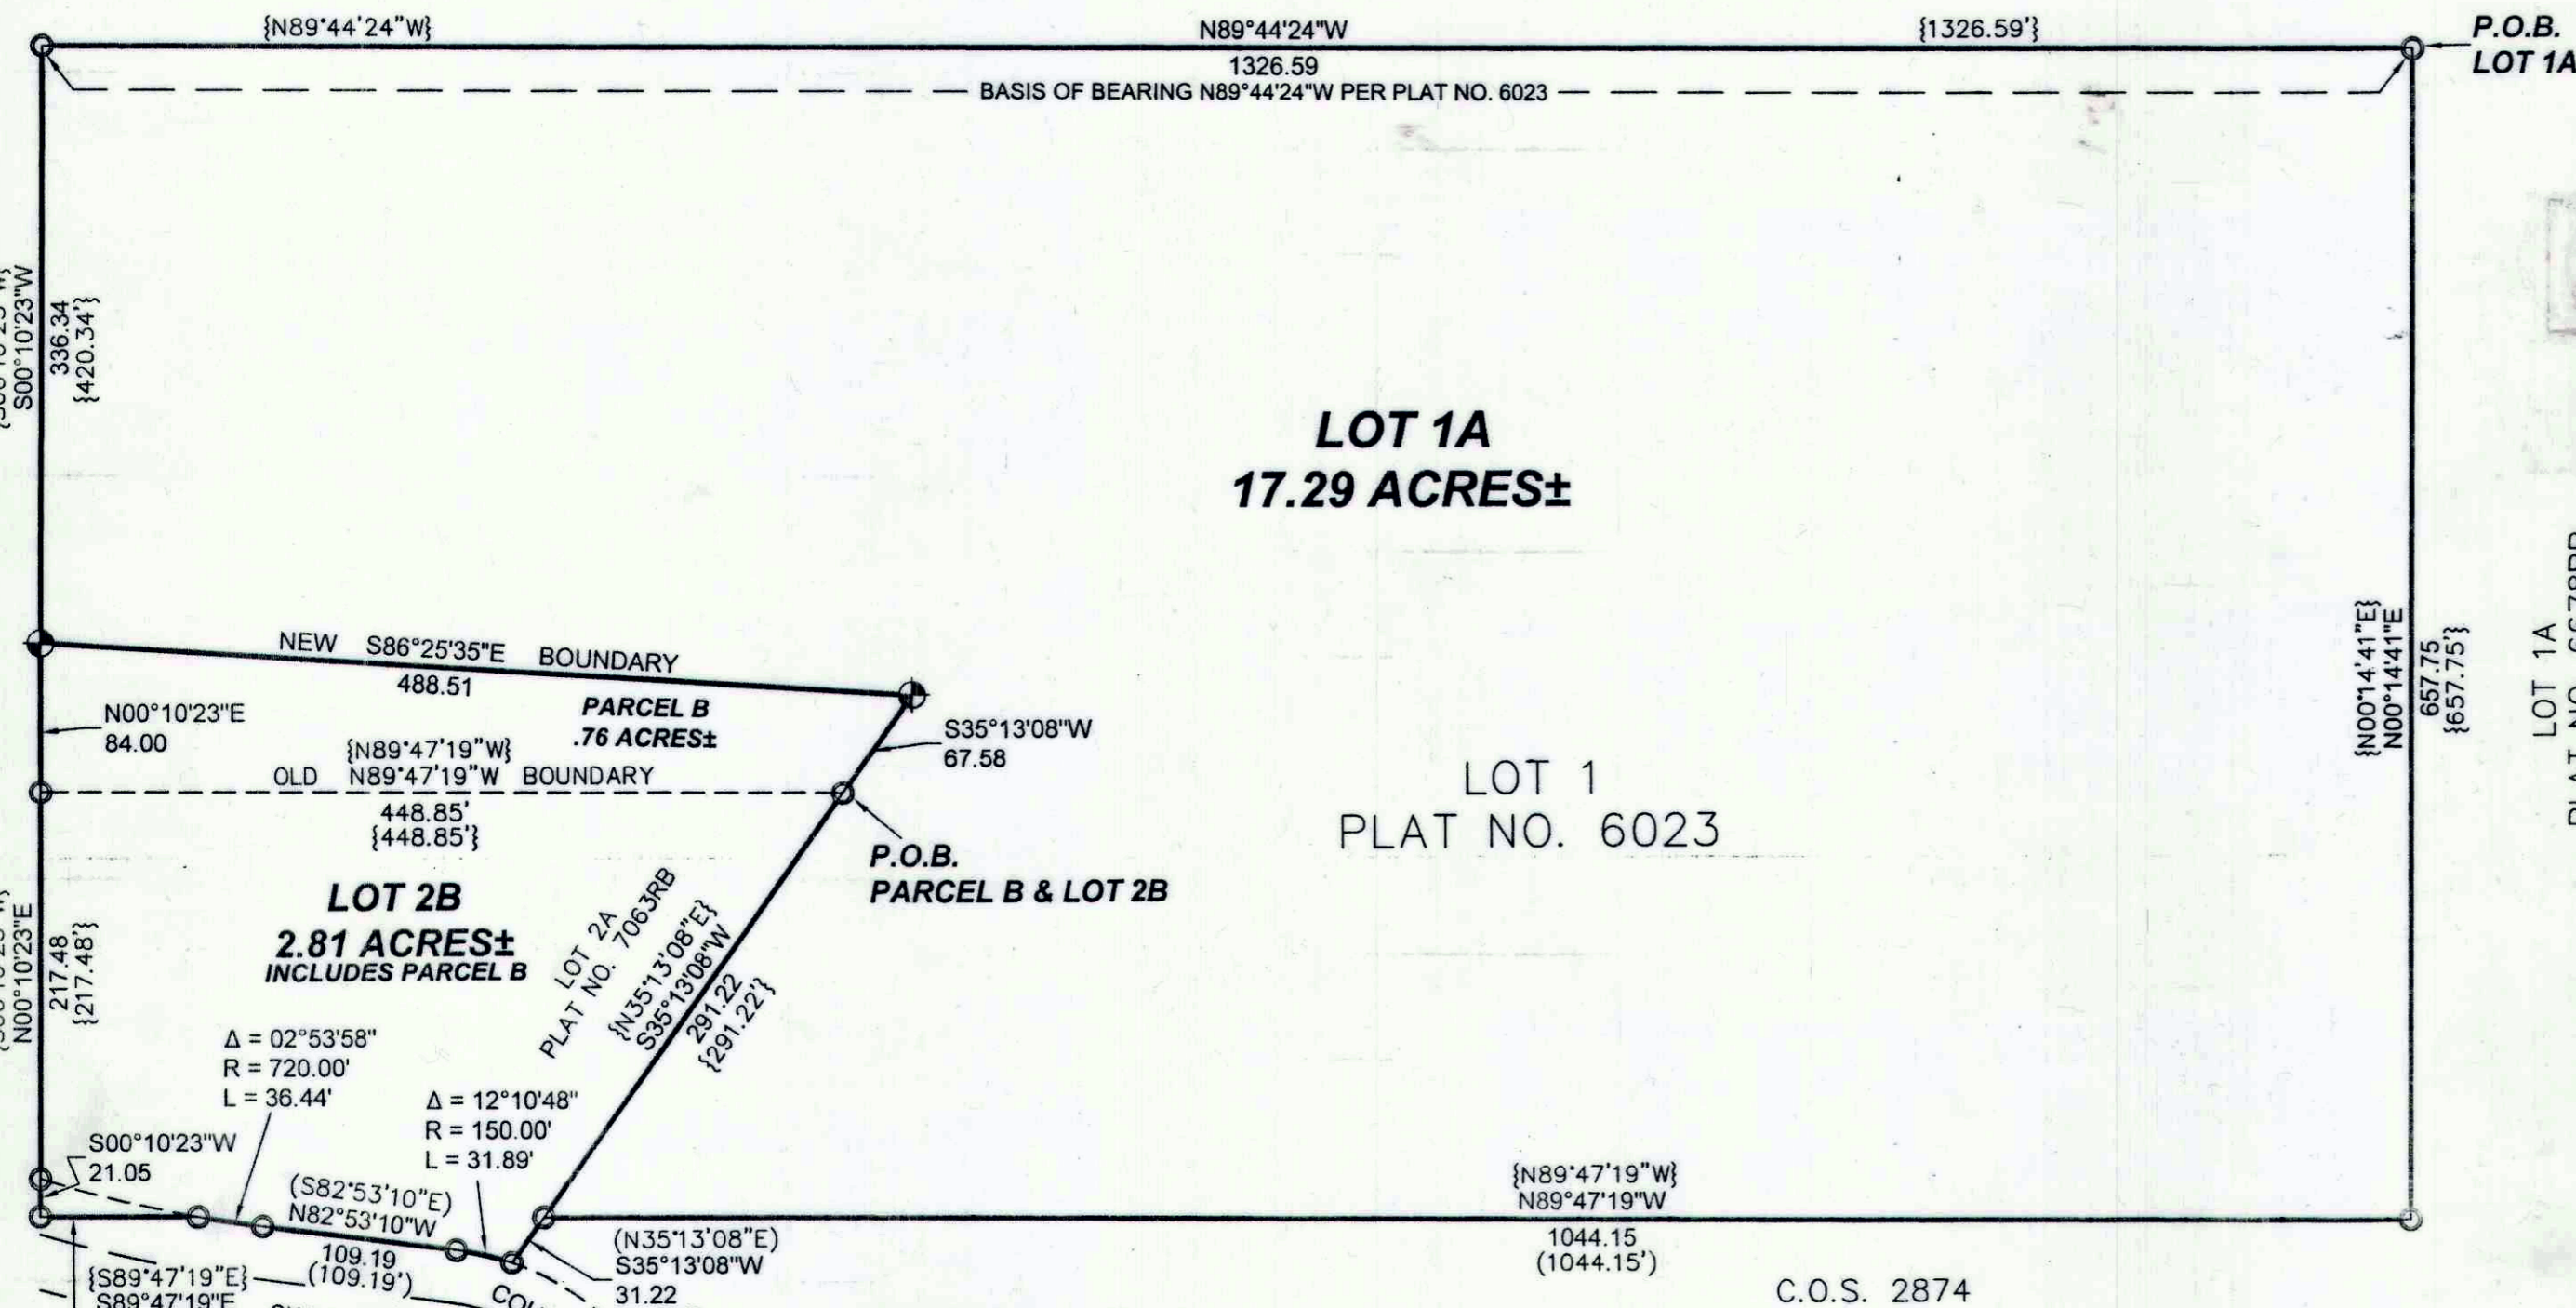 {N89°44'24"W}
N89°44'24"W
{1326.59'}
1326.59
BASIS OF BEARING N89°44'24"W PER PLAT NO. 6023
P.O.B.
LOT 1A
S00°10'23"W
336.34
{420.34'}
LOT 1A
17.29 ACRES±
NEW S86°25'35"E BOUNDARY
488.51
PARCEL B
.76 ACRES±
N00°10'23"E
84.00
{N89°47'19"W}
OLD N89°47'19"W BOUNDARY
448.85'
{448.85'}
S35°13'08"W
67.58
P.O.B.
PARCEL B & LOT 2B
LOT 1
PLAT NO. 6023
{N00°14'41"E}
N00°14'41"E
657.75
{657.75'}
LOT 1A
PLAT NO.
LOT 2B
2.81 ACRES±
INCLUDES PARCEL B
N00°10'23"E
217.48
{217.48'}
LOT 2A
PLAT NO. 7063RB
{N35°13'08"E}
S35°13'08"W
291.22
{291.22'}
Δ = 02°53'58"
R = 720.00'
L = 36.44'
Δ = 12°10'48"
R = 150.00'
L = 31.89'
S00°10'23"W
21.05
(S82°53'10"E)
N82°53'10"W
109.19
(109.19')
{S89°47'19"E}
S89°47'19"E
(N35°13'08"E)
S35°13'08"W
31.22
{N89°47'19"W}
N89°47'19"W
1044.15
(1044.15')
C.O.S. 2874